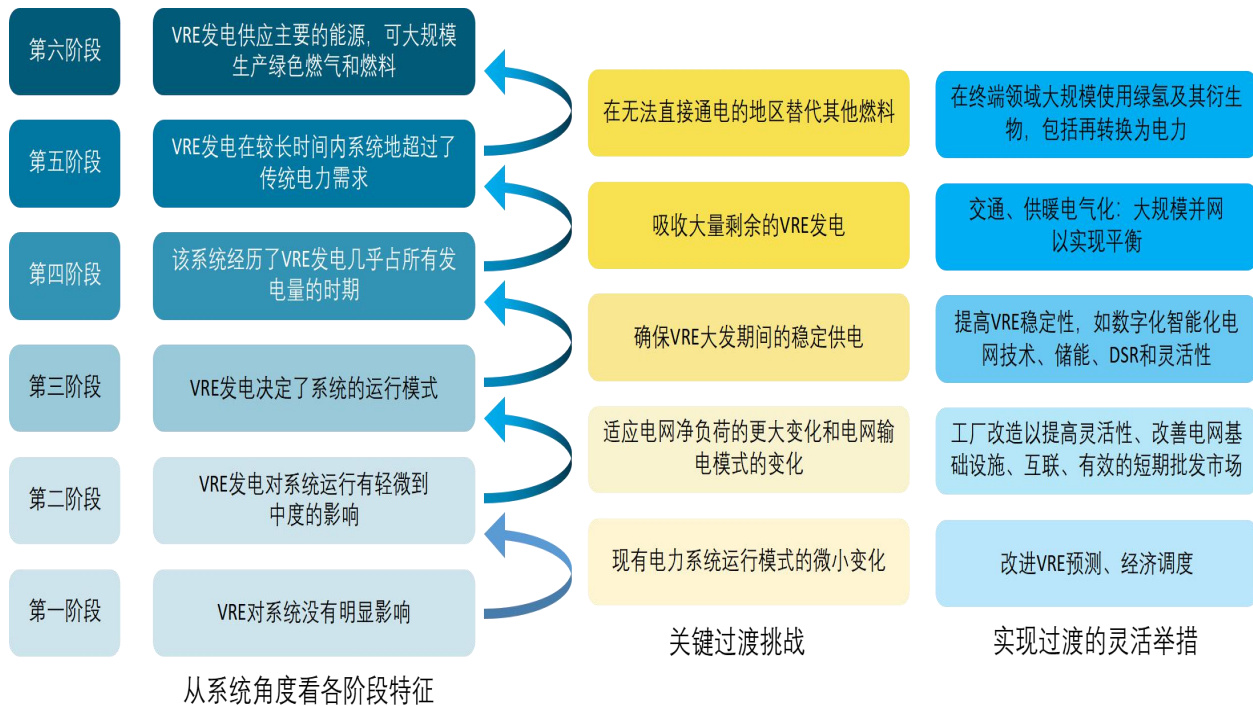 第六阶段
VRE发电供应主要的能源，可大规模
生产绿色燃气和燃料
在无法直接通电的地区替代其他燃料
在终端领域大规模使用绿氢及其衍生
物，包括再转换为电力
第五阶段
VRE发电在较长时间内系统地超过了
传统电力需求
吸收大量剩余的VRE发电
交通、供暖电气化：大规模并网
以实现平衡
第四阶段
该系统经历了VRE发电几乎占所有发
电量的时期
确保VRE大发期间的稳定供电
提高VRE稳定性，如数字化智能化电
网技术、储能、DSR和灵活性
第三阶段
VRE发电决定了系统的运行模式
适应电网净负荷的更大变化和电网输
电模式的变化
工厂改造以提高灵活性、改善电网基
础设施、互联、有效的短期批发市场
第二阶段
VRE发电对系统运行有轻微到
中度的影响
现有电力系统运行模式的微小变化
改进VRE预测、经济调度
第一阶段
VRE对系统没有明显影响
关键过渡挑战
实现过渡的灵活举措
从系统角度看各阶段特征